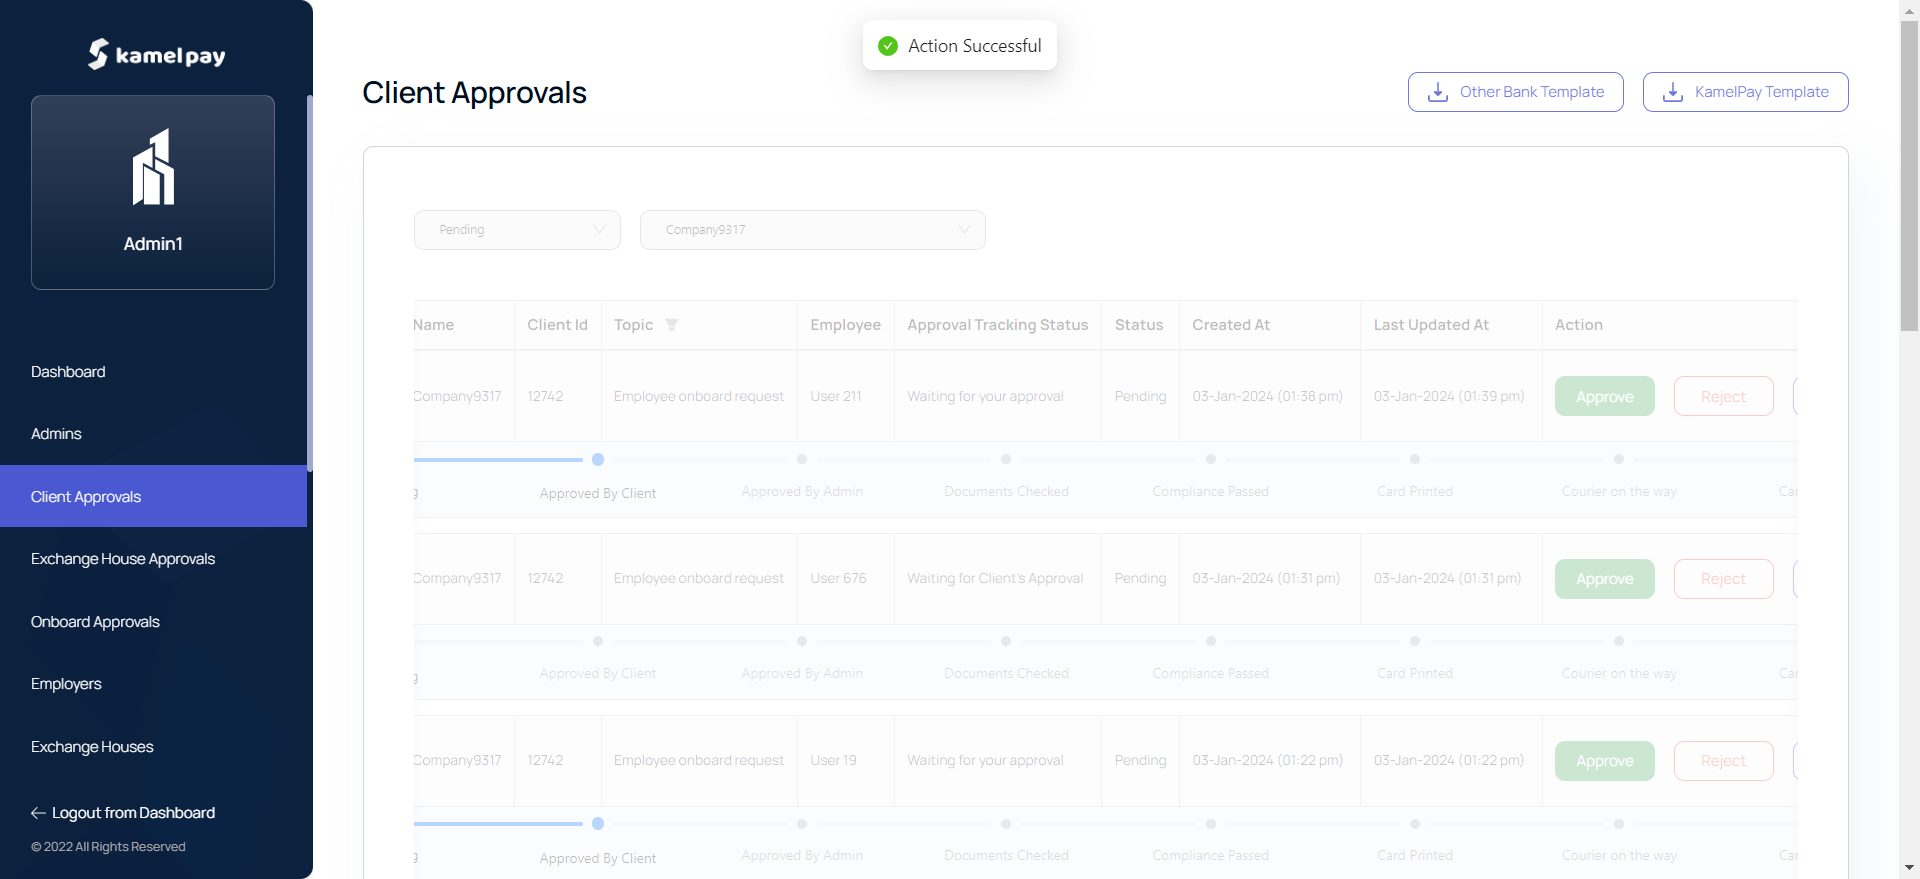 kamelpay
Admin1
Dashboard
Admins
Client Approvals
Exchange House Approvals
Onboard Approvals
Employers
Exchange Houses
Logout from Dashboard
© 2022 All Rights Reserved
Action Successful
Client Approvals
Other Bank Template
KamelPay Template
Pending
Company9317
Name Client Id Topic Employee Approval Tracking Status Status Created At Last Updated At Action
Company9317 12742 Employee onboard request User 211 Waiting for your approval Pending 03-Jan-2024 (01:38 pm) 03-Jan-2024 (01:39 pm) Approve Reject
g Approved By Client Approved By Admin Documents Checked Compliance Passed Card Printed Courier on the way Car
Company9317 12742 Employee onboard request User 676 Waiting for Client's Approval Pending 03-Jan-2024 (01:31 pm) 03-Jan-2024 (01:31 pm) Approve Reject
g Approved By Client Approved By Admin Documents Checked Compliance Passed Card Printed Courier on the way Car
Company9317 12742 Employee onboard request User 19 Waiting for your approval Pending 03-Jan-2024 (01:22 pm) 03-Jan-2024 (01:22 pm) Approve Reject
g Approved By Client Approved By Admin Documents Checked Compliance Passed Card Printed Courier on the way Car